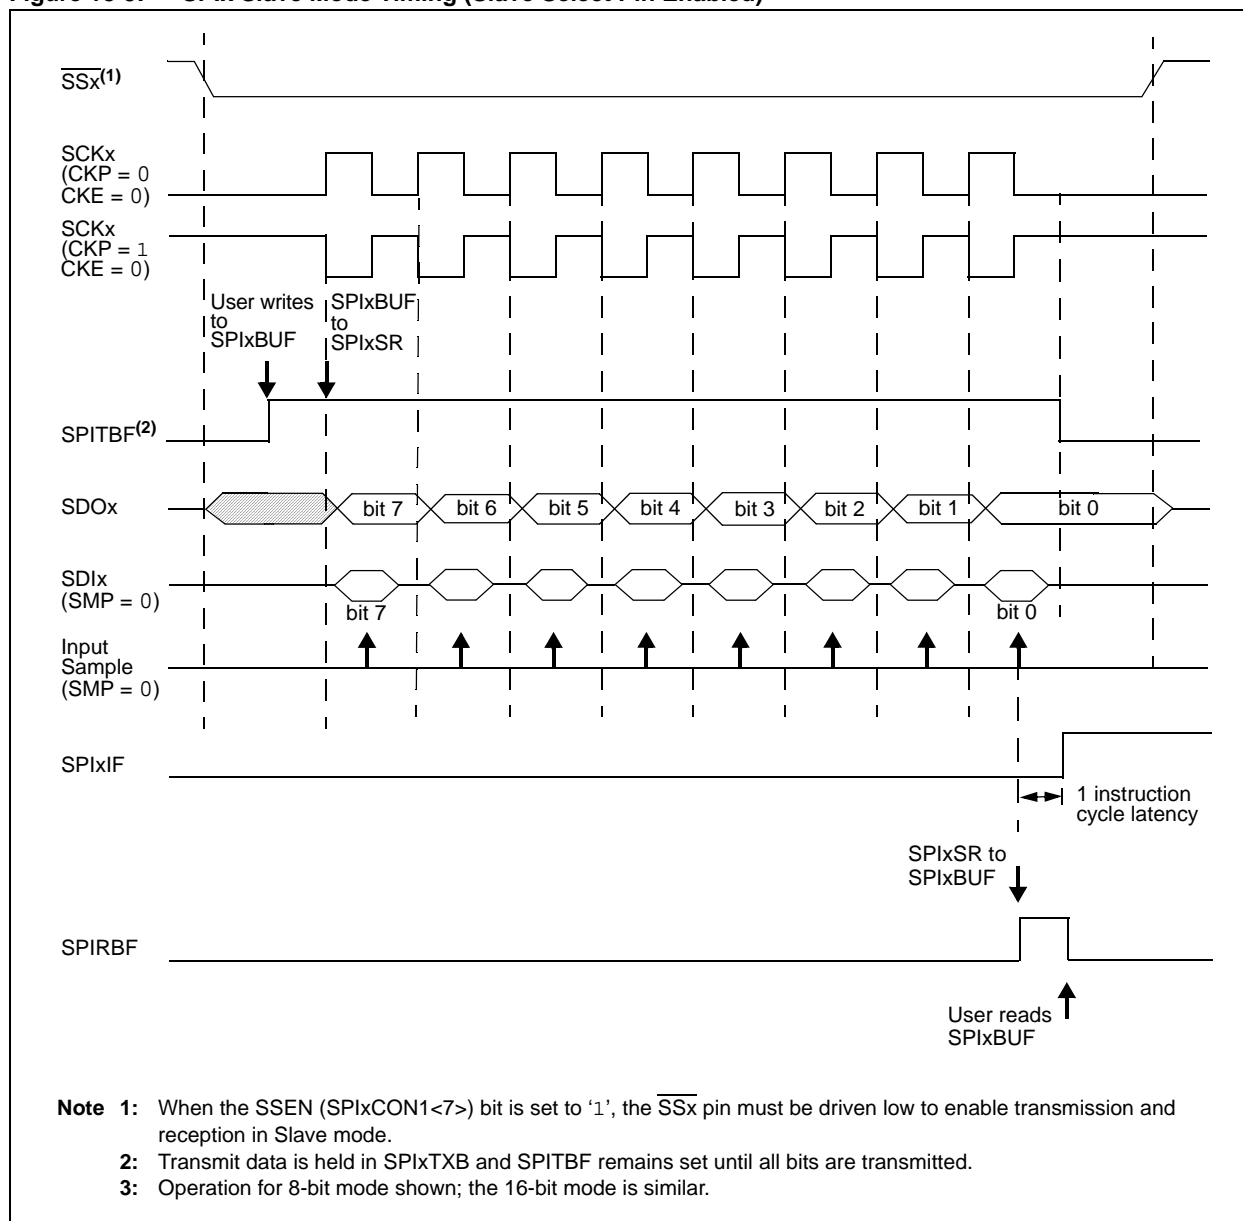 SSx(1)
SCKx
(CKP = 0
CKE = 0)
SCKx
(CKP = 1
CKE = 0)
User writes
to
SPIxBUF
SPIxBUF
to
SPIxSR
SPITBF(2)
SDOx
bit 7
bit 6
bit 5
bit 4
bit 3
bit 2
bit 1
bit 0
SDIx
(SMP = 0)
bit 7
bit 0
Input
Sample
(SMP = 0)
SPIxIF
1 instruction
cycle latency
SPIxSR to
SPIxBUF
SPIRBF
User reads
SPIxBUF
Note 1: When the SSEN (SPIxCON1<7>) bit is set to ‘1’, the SSx pin must be driven low to enable transmission and
reception in Slave mode.
2: Transmit data is held in SPIxTXB and SPITBF remains set until all bits are transmitted.
3: Operation for 8-bit mode shown; the 16-bit mode is similar.